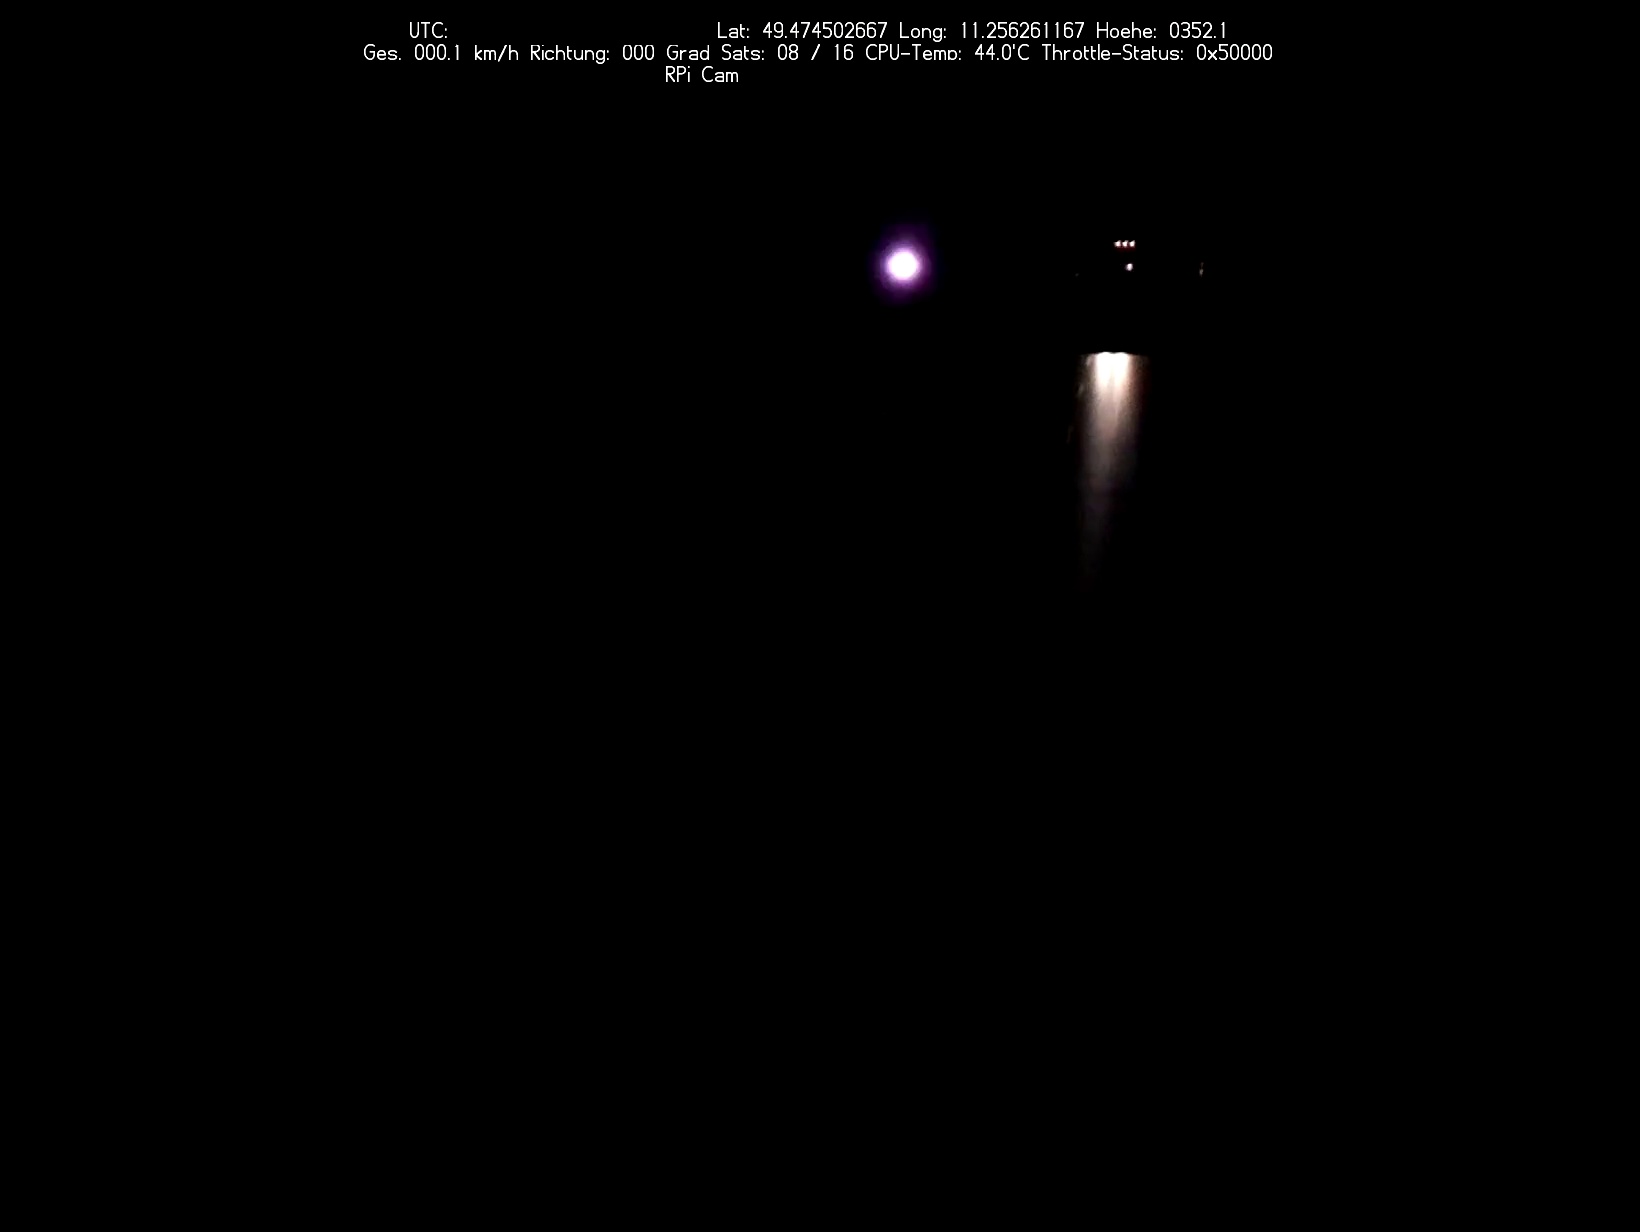 UTC: Lat: 49.474502667 Long: 11.256261167 Hoehe: 0352.1
Ges. 000.1 km/h Richtung: 000 Grad Sats: 08 / 16 CPU-Temp: 44.0'C Throttle-Status: 0x50000
RPi Cam